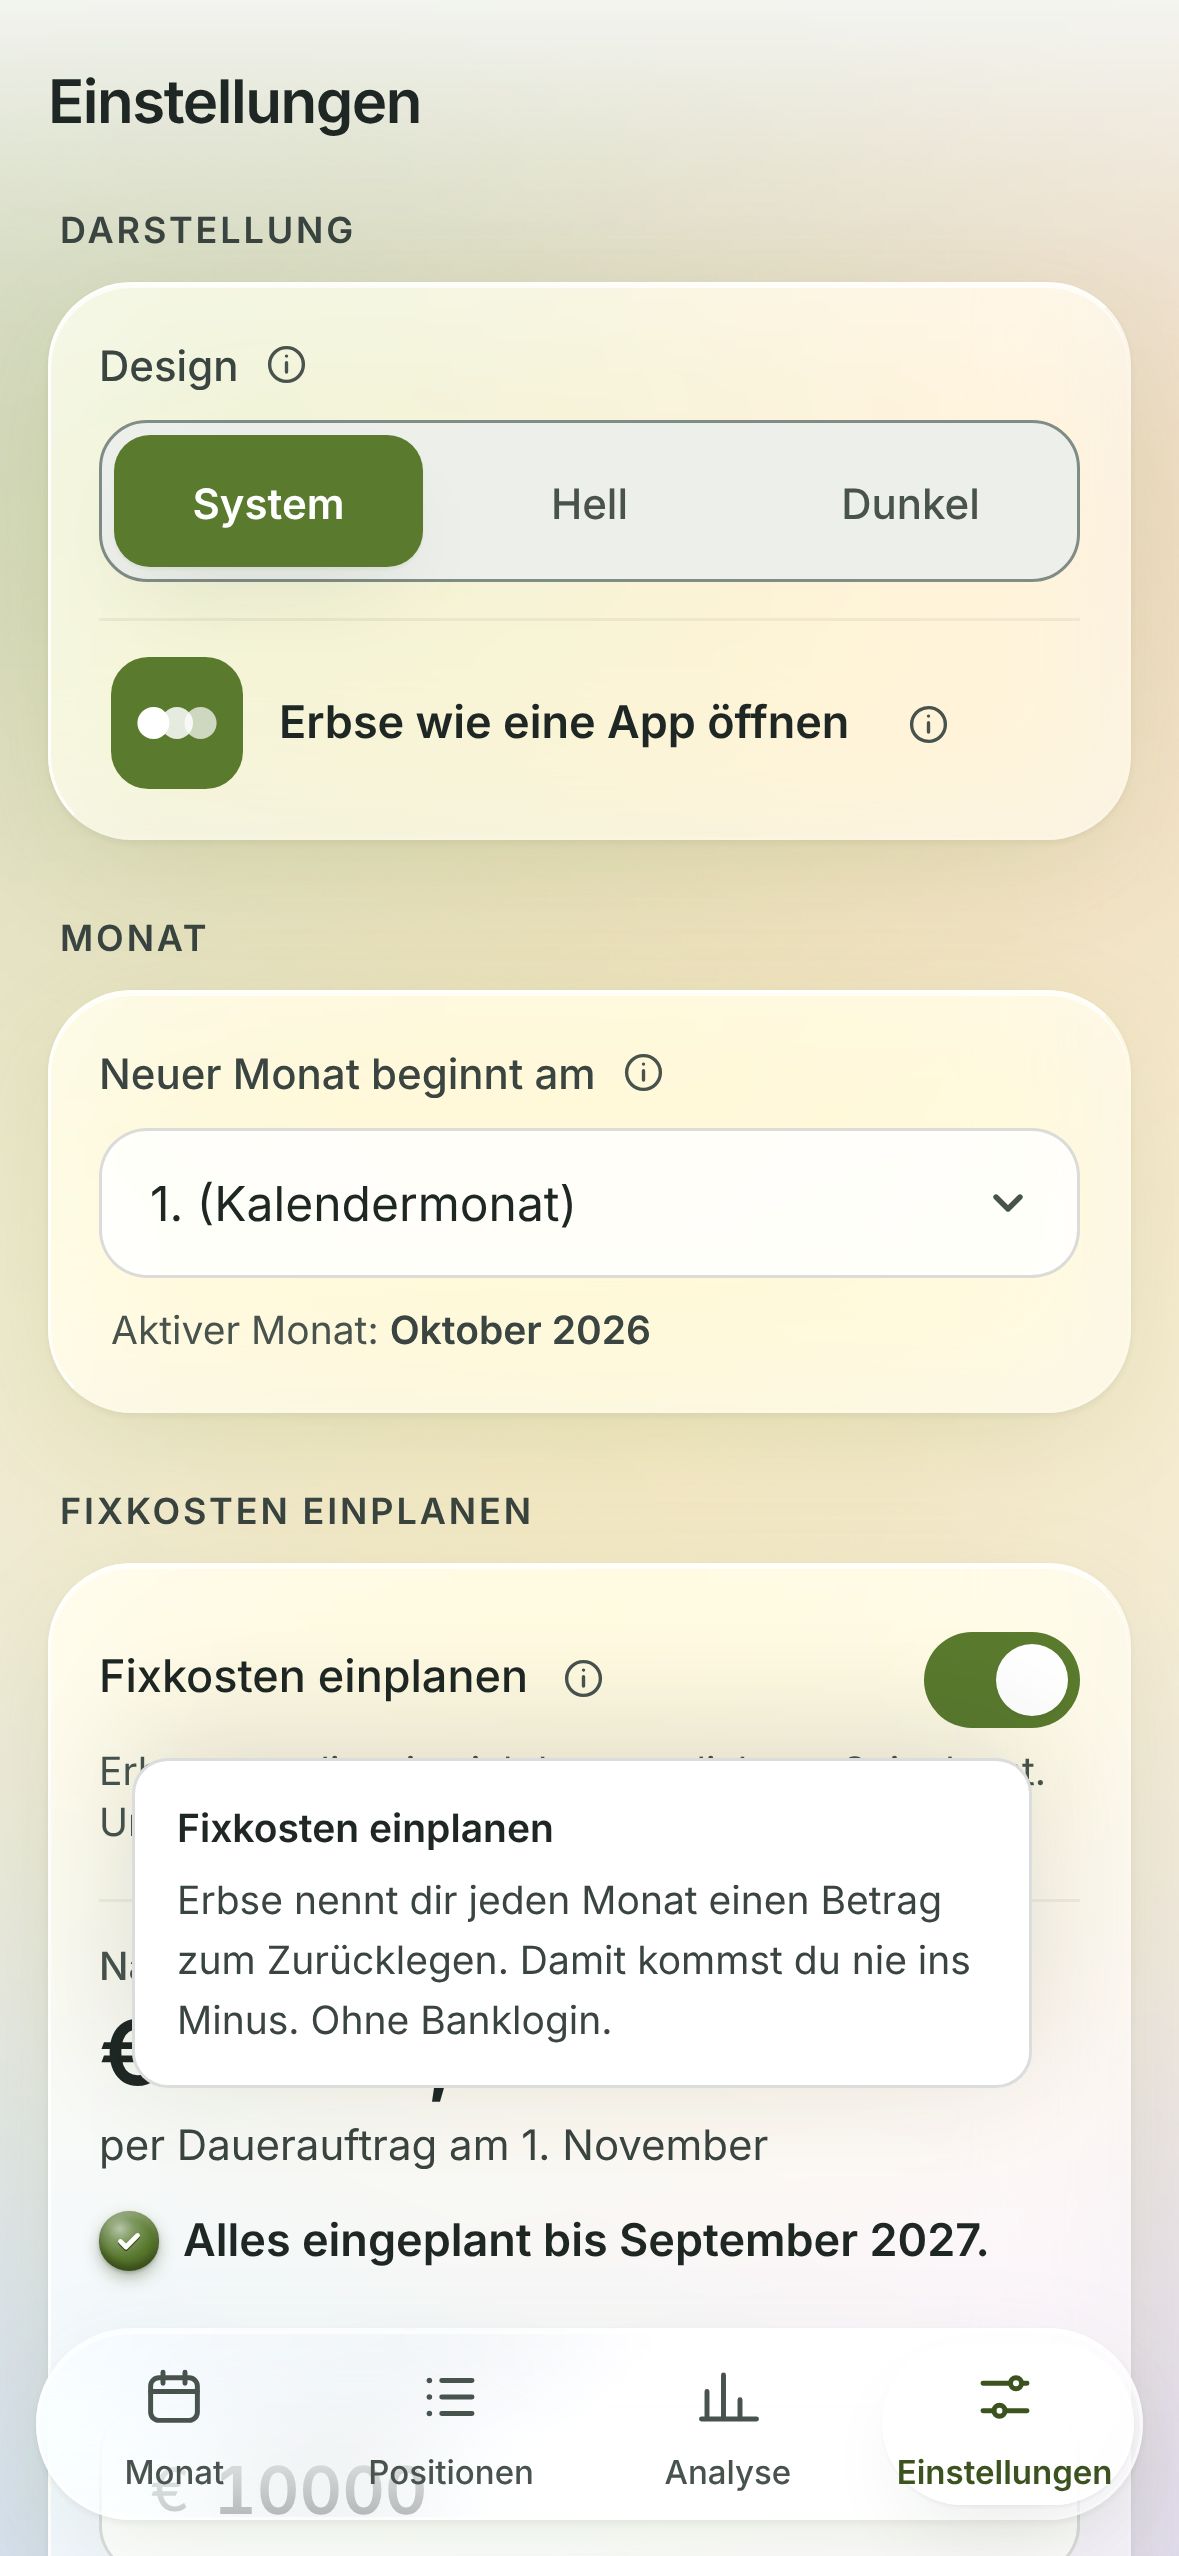 Einstellungen
DARSTELLUNG
Design
System
Hell
Dunkel
Erbse wie eine App öffnen
MONAT
Neuer Monat beginnt am
1. (Kalendermonat)
Aktiver Monat: Oktober 2026
FIXKOSTEN EINPLANEN
Fixkosten einplanen
Fixkosten einplanen
Erbse nennt dir jeden Monat einen Betrag
zum Zurücklegen. Damit kommst du nie ins
Minus. Ohne Banklogin.
€
per Dauerauftrag am 1. November
Alles eingeplant bis September 2027.
€ 10000
Monat
Positionen
Analyse
Einstellungen